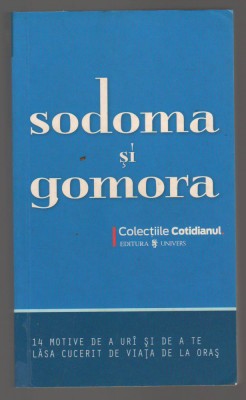 sodoma
și
gomora
Colecțiile Cotidianul
EDITURA UNIVERS
14 MOTIVE DE A URÎ ȘI DE A TE
LĂSA CUCERIT DE VIAȚA DE LA ORAȘ